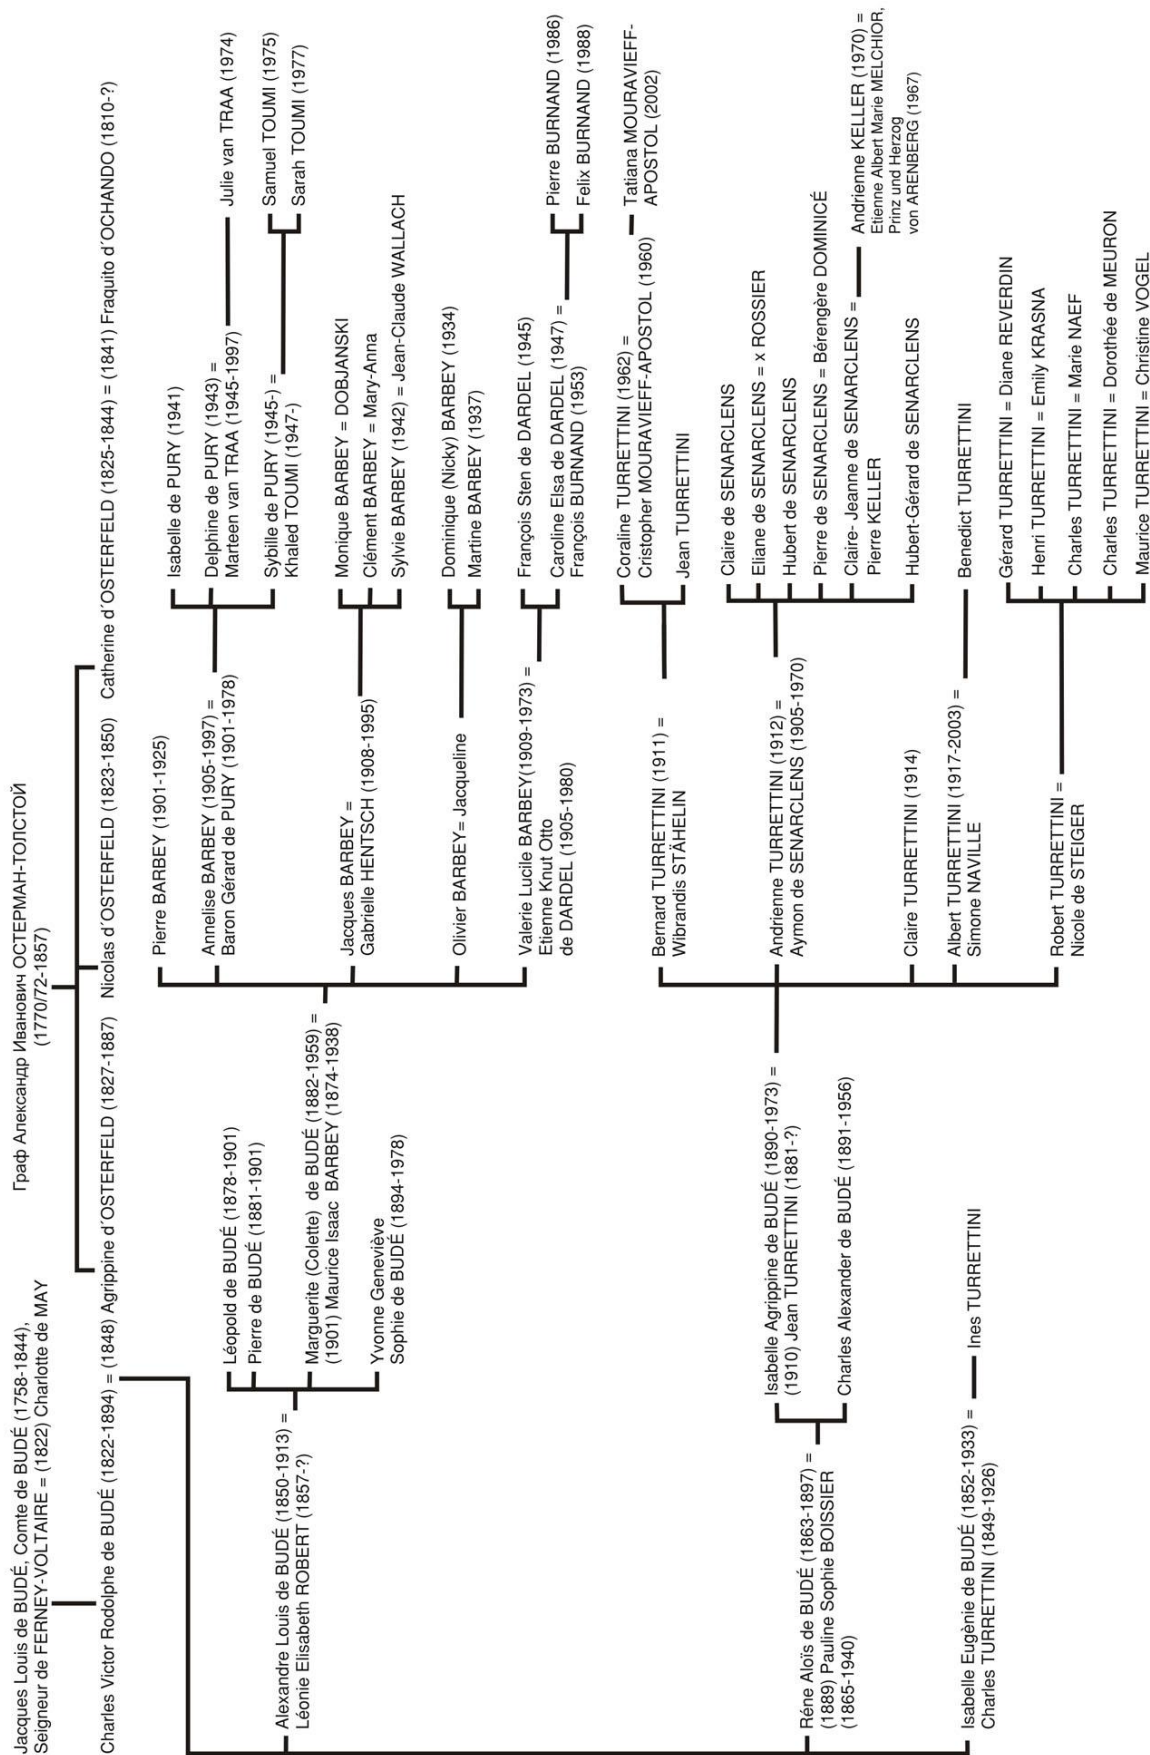 Jacques Louis de BUDÉ, Comte de BUDÉ (1758-1844),
Seigneur de FERNEY-VOLTAIRE = (1822) Charlotte de MAY
Граф Александр Иванович ОСТЕРМАН-ТОЛСТОЙ
(1770/72-1857)
Charles Victor Rodolphe de BUDÉ (1822-1894) = (1848) Agrippine d´OSTERFELD (1827-1887)
Nicolas d´OSTERFELD (1823-1850)
Catherine d´OSTERFELD (1825-1844) = (1841) Fraquito d´OCHANDO (1810-?)
Alexandre Louis de BUDÉ (1850-1913) =
Léonie Elisabeth ROBERT (1857-?)
Léopold de BUDÉ (1878-1901)
Pierre de BUDÉ (1881-1901)
Marguerite (Colette) de BUDÉ (1882-1959) =
(1901) Maurice Isaac BARBEY (1874-1938)
Yvonne Geneviève
Sophie de BUDÉ (1894-1978)
Pierre BARBEY (1901-1925)
Annelise BARBEY (1905-1997) =
Baron Gérard de PURY (1901-1978)
Jacques BARBEY =
Gabrielle HENTSCH (1908-1995)
Olivier BARBEY= Jacqueline
Valerie Lucile BARBEY(1909-1973) =
Etienne Knut Otto
de DARDEL (1905-1980)
Isabelle de PURY (1941)
Delphine de PURY (1943) =
Marteen van TRAA (1945-1997)
Julie van TRAA (1974)
Sybille de PURY (1945-) =
Khaled TOUMI (1947-)
Samuel TOUMI (1975)
Sarah TOUMI (1977)
Monique BARBEY = DOBJANSKI
Clément BARBEY = Mary-Anna
Sylvie BARBEY (1942) = Jean-Claude WALLACH
Dominique (Nicky) BARBEY (1934)
Martine BARBEY (1937)
François Sten de DARDEL (1945)
Caroline Elsa de DARDEL (1947) =
François BURNAND (1953)
Pierre BURNAND (1986)
Felix BURNAND (1988)
Réne Aloïs de BUDÉ (1863-1897) =
(1889) Pauline Sophie BOISSIER
(1865-1940)
Isabelle Agrippine de BUDÉ (1890-1973) =
(1910) Jean TURRETTINI (1881-?)
Charles Alexander de BUDÉ (1891-1956)
Bernard TURRETTINI (1911) =
Wibrandis STÄHELIN
Andrienne TURRETTINI (1912) =
Aymon de SENARCLENS (1905-1970)
Claire TURRETTINI (1914)
Albert TURRETTINI (1917-2003) =
Simone NAVILLE
Robert TURRETTINI =
Nicole de STEIGER
Coraline TURRETTINI (1962) =
Cristopher MOURAVIEFF-APOSTOL (1960)
Jean TURRETTINI
Tatiana MOURAVIEFF-
APOSTOL (2002)
Claire de SENARCLENS
Eliane de SENARCLENS = x ROSSIER
Hubert de SENARCLENS
Pierre de SENARCLENS = Bérengère DOMINICÉ
Claire- Jeanne de SENARCLENS =
Pierre KELLER
Hubert-Gérard de SENARCLENS
Andrienne KELLER (1970) =
Etienne Albert Marie MELCHIOR,
Prinz und Herzog
von ARENBERG (1967)
Benedict TURRETTINI
Gérard TURRETTINI = Diane REVERDIN
Henri TURRETTINI = Emily KRASNA
Charles TURRETTINI = Marie NAEF
Charles TURRETTINI = Dorothée de MEURON
Maurice TURRETTINI = Christine VOGEL
Isabelle Eugènie de BUDÉ (1852-1933) =
Charles TURRETTINI (1849-1926)
Ines TURRETTINI